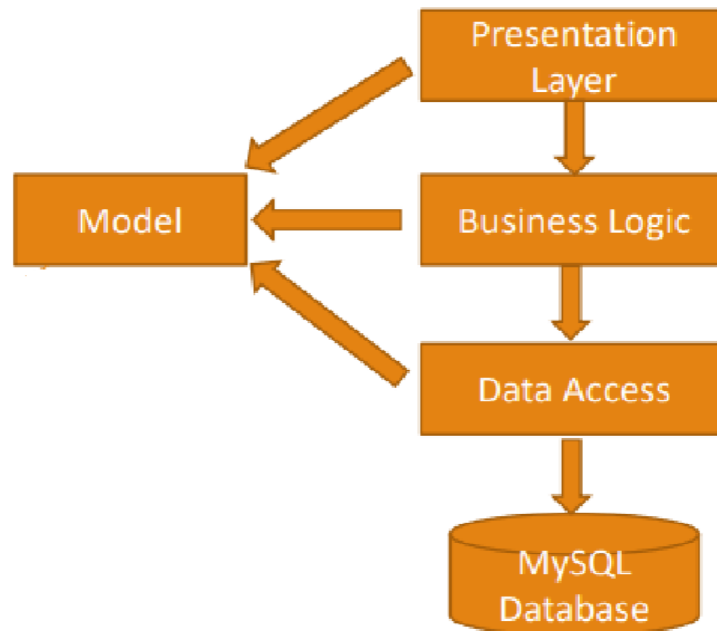 Presentation
Layer
Model
Business Logic
Data Access
MySQL
Database